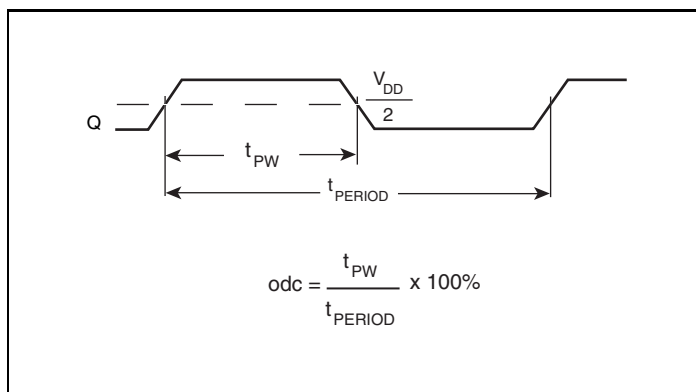 V_DD
2
Q
t_PW
t_PERIOD
odc = t_PW / t_PERIOD x 100%